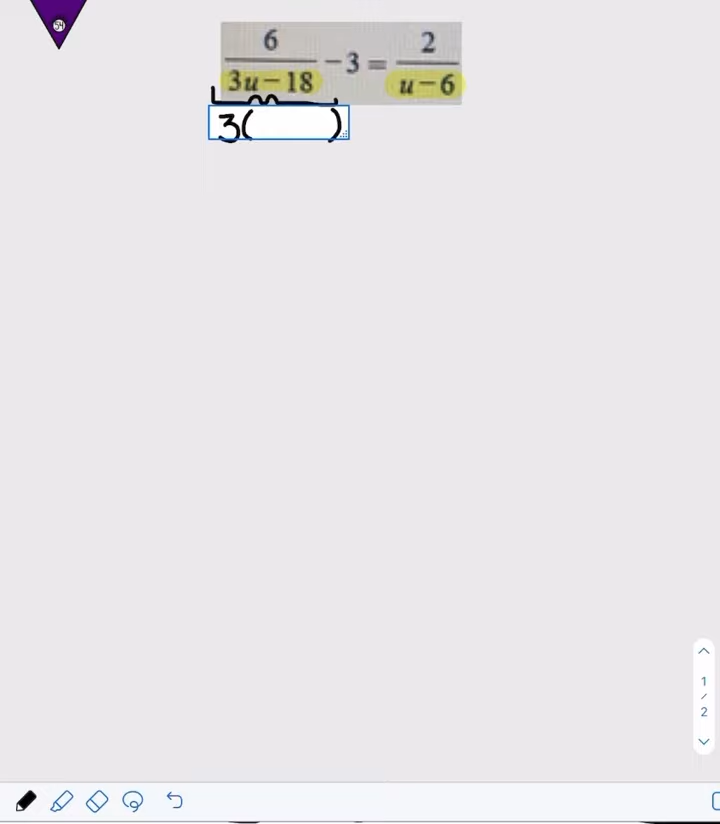 6/(3u−18) −3 = 2/(u−6)
3( )
1
/
2